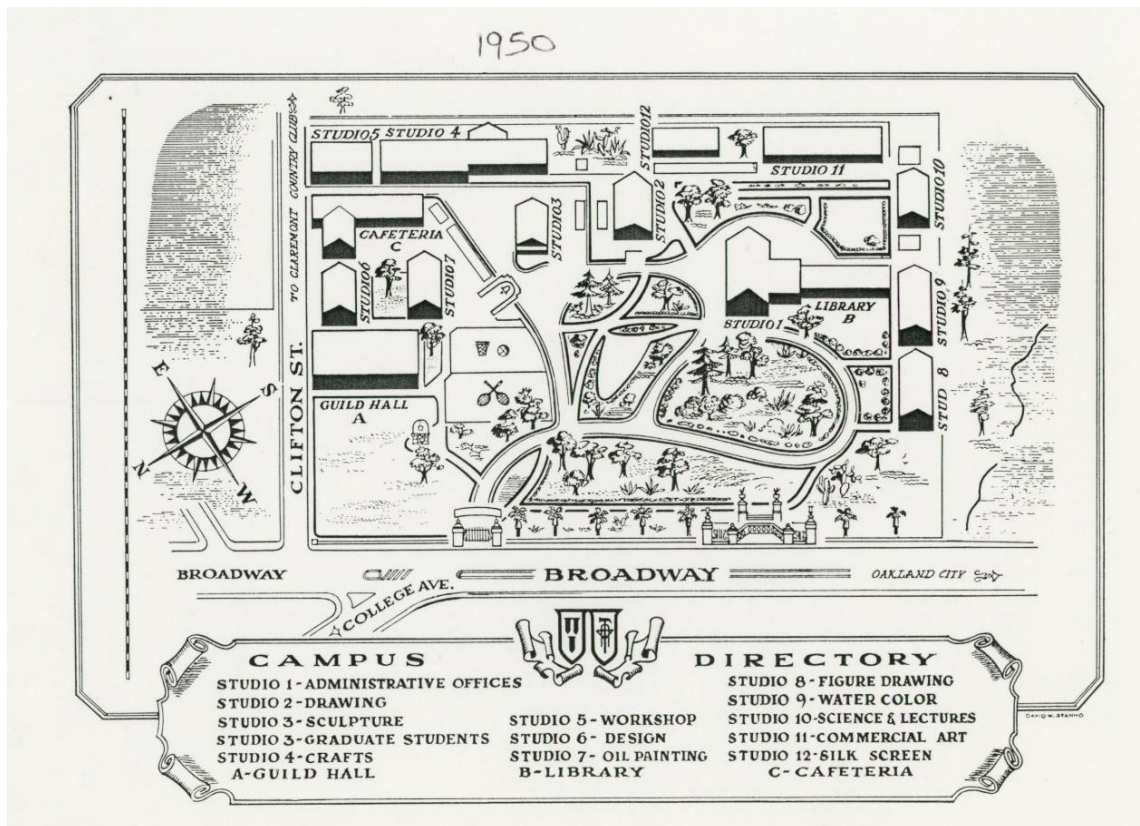 1950
STUDIO 5 STUDIO 4
STUDIO 12
STUDIO 11
STUDIO 10
STUDIO 2
STUDIO 3
TO CLAREMONT COUNTRY CLUB
CAFETERIA
C
STUDIO 6
STUDIO 7
STUDIO 9
LIBRARY
B
STUDIO 1
STUD 8
GUILD HALL
A
CLIFTON ST.
E
S
N
W
BROADWAY
BROADWAY
OAKLAND CITY
COLLEGE AVE.
CAMPUS DIRECTORY
STUDIO 1-ADMINISTRATIVE OFFICES
STUDIO 2-DRAWING
STUDIO 3-SCULPTURE
STUDIO 3-GRADUATE STUDENTS
STUDIO 4-CRAFTS
A-GUILD HALL
STUDIO 5-WORKSHOP
STUDIO 6- DESIGN
STUDIO 7- OIL PAINTING
B-LIBRARY
STUDIO 8-FIGURE DRAWING
STUDIO 9-WATER COLOR
STUDIO 10-SCIENCE & LECTURES
STUDIO 11-COMMERCIAL ART
STUDIO 12-SILK SCREEN
C-CAFETERIA
DAVID W.